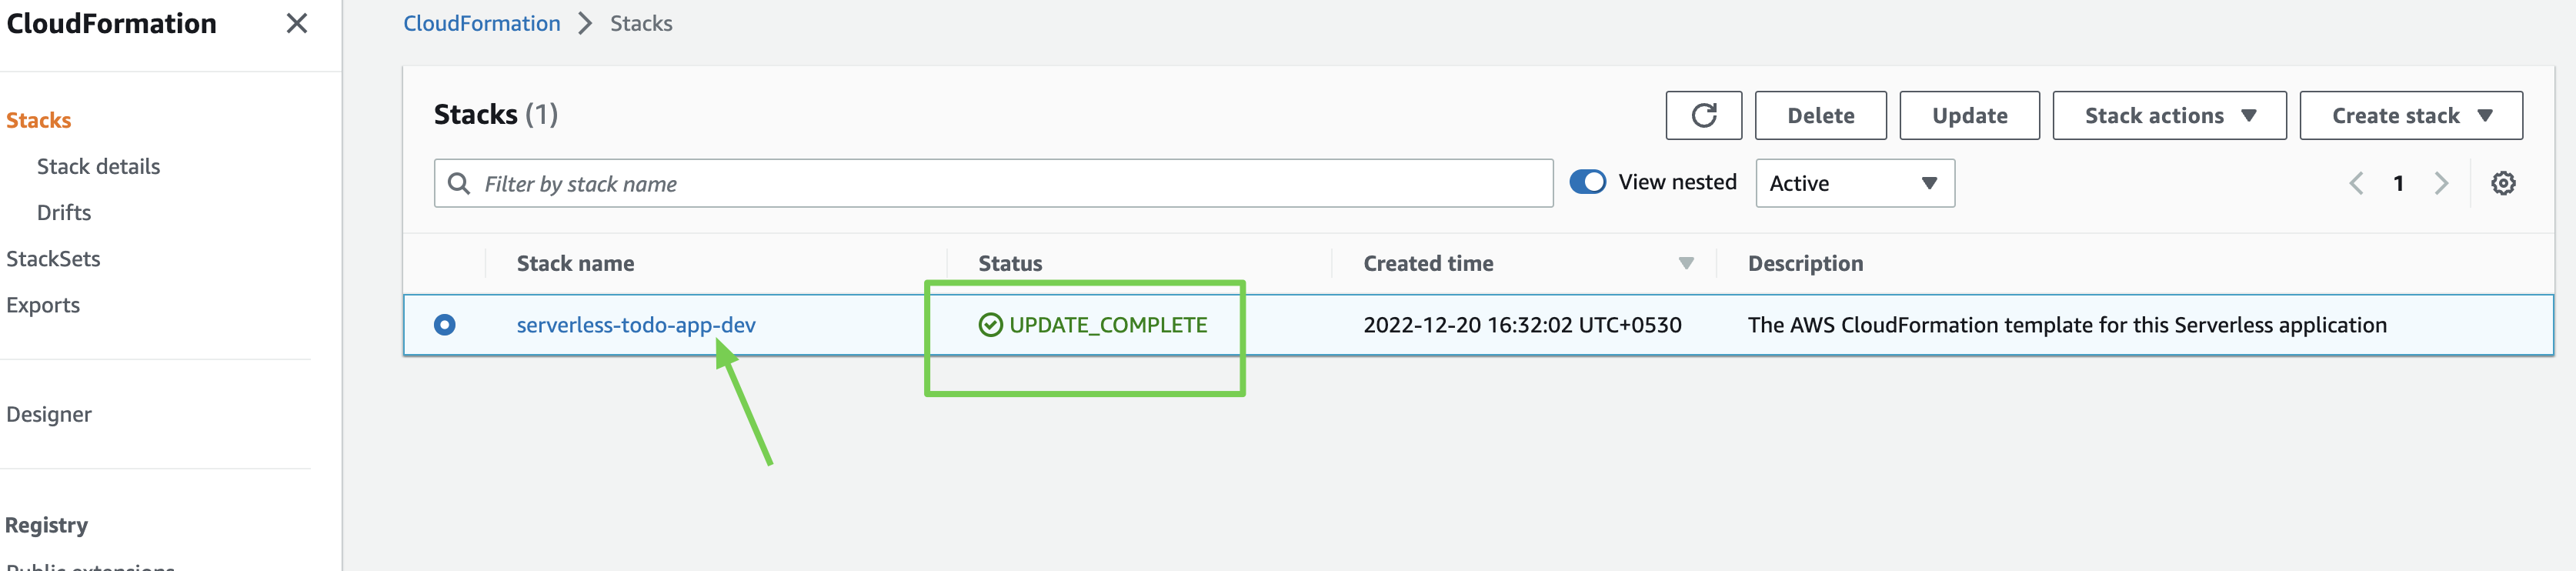 CloudFormation
Stacks
Stack details
Drifts
StackSets
Exports
Designer
Registry
Public extensions
CloudFormation Stacks
Stacks (1)
Delete Update Stack actions Create stack
Filter by stack name View nested Active 1
Stack name Status Created time Description
serverless-todo-app-dev UPDATE_COMPLETE 2022-12-20 16:32:02 UTC+0530 The AWS CloudFormation template for this Serverless application